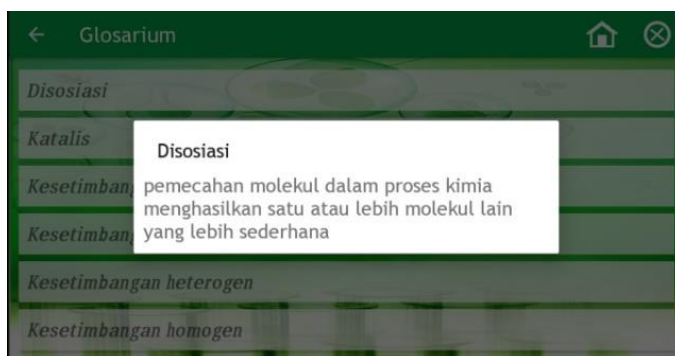 Glosarium
Disosiasi
Katalis
Disosiasi
pemecahan molekul dalam proses kimia
menghasilkan satu atau lebih molekul lain
yang lebih sederhana
Kesetimban
Kesetimban
Kesetimbangan heterogen
Kesetimbangan homogen